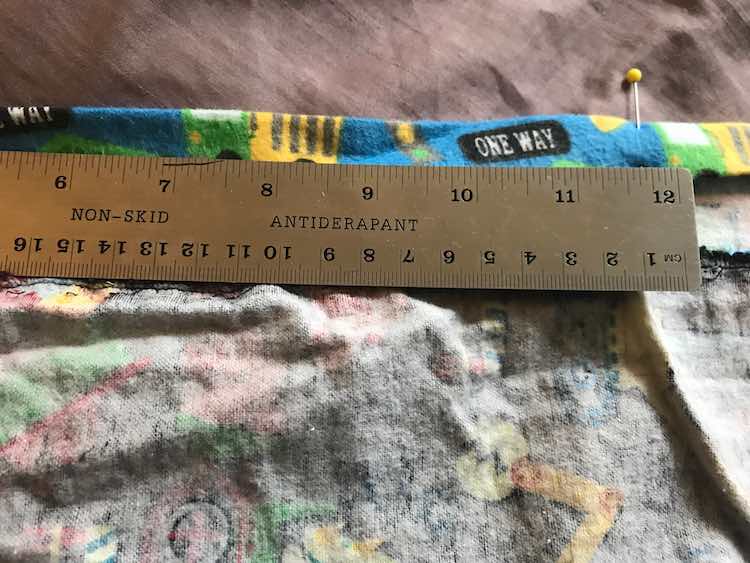 WAY
ONE WAY
6 7 8 9 10 11 12
NON-SKID ANTIDERAPANT
16 15 14 13 12 11 10 9 8 7 6 5 4 3 2 1 CM